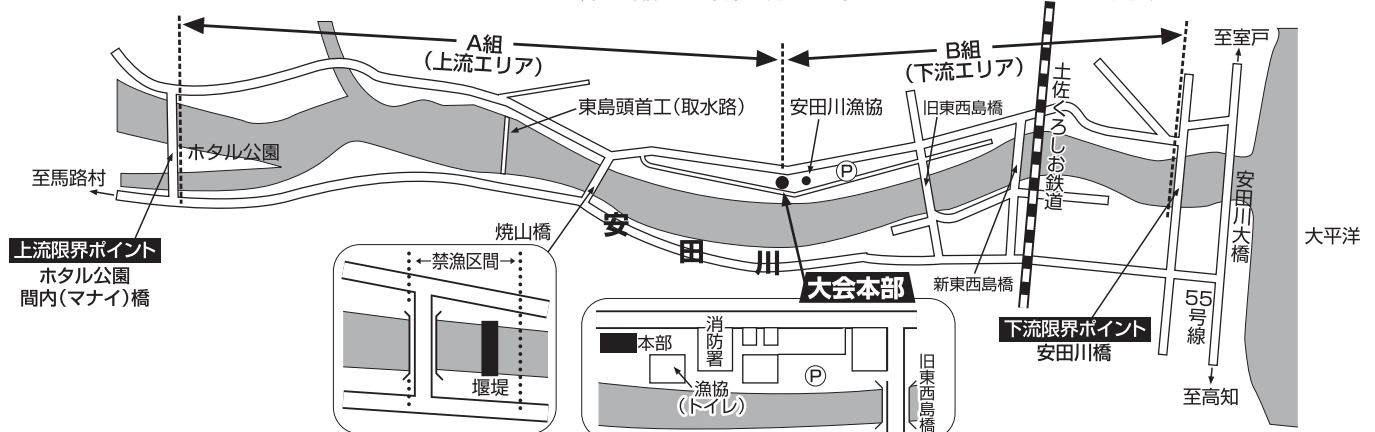 A組
(上流エリア)
B組
(下流エリア)
至室戸
東島頭首工(取水路)
安田川漁協
旧東西島橋
土佐くろしお鉄道
P
ホタル公園
至馬路村
上流限界ポイント
ホタル公園
間内(マナイ)橋
焼山橋
安田川
大会本部
新東西島橋
下流限界ポイント
安田川橋
安田川大橋
大平洋
55号線
至高知
禁漁区間
堰堤
本部
消防署
漁協
(トイレ)
P
旧東西島橋